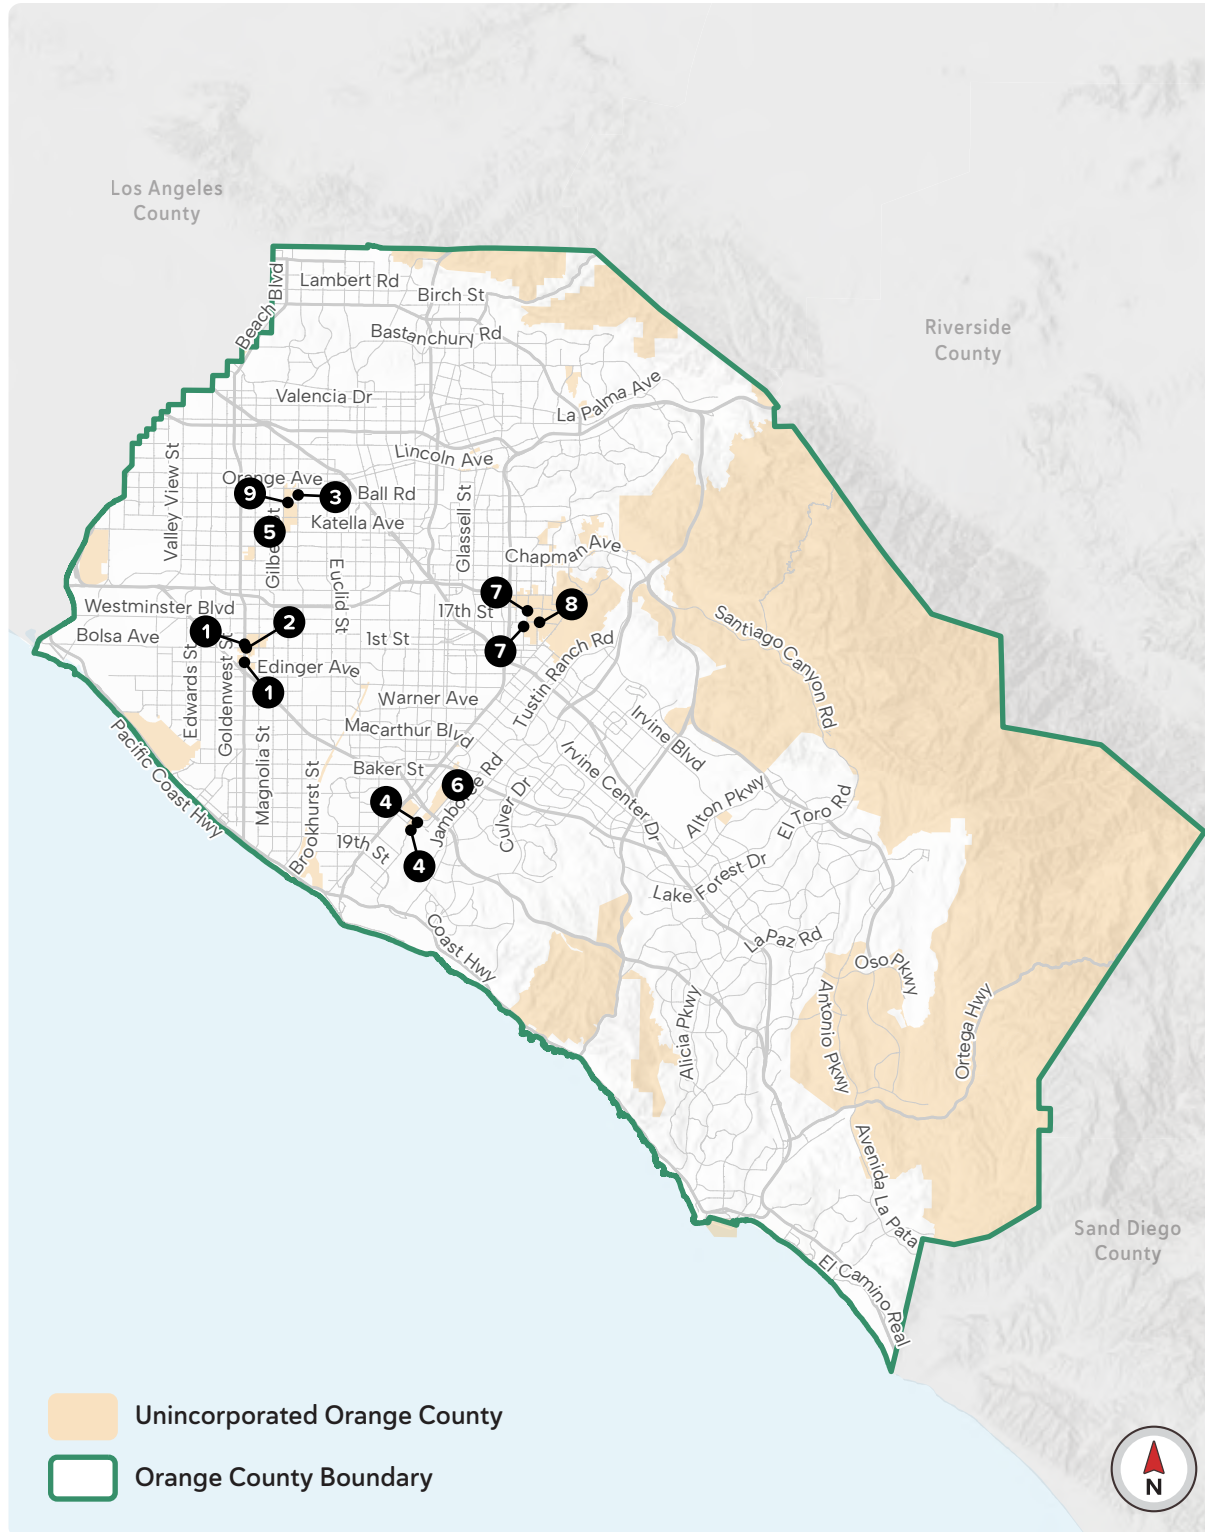 Los Angeles
County
Riverside
County
Lambert Rd
Beach Blvd
Birch St
Bastanchury Rd
Valencia Dr
La Palma Ave
Valley View St
Lincoln Ave
Orange Ave
9
3
Ball Rd
Glassell St
5
Katella Ave
Chapman Ave
Euclid St
7
8
Westminster Blvd
17th St
Bolsa Ave
1
2
1st St
7
Santiago Canyon Rd
Edwards St
Goldenwest St
Edinger Ave
Tustin Ranch Rd
1
Warner Ave
Pacific Coast Hwy
Magnolia St
Macarthur Blvd
Irvine Blvd
Baker St
Irvine Center Dr
Brookhurst St
4
6
Culver Dr
Alton Pkwy
El Toro Rd
19th St
4
Lake Forest Dr
Coast Hwy
La Paz Rd
Oso Pkwy
Alicia Pkwy
Antonio Pkwy
Ortega Hwy
Avenida La Pata
Sand Diego
County
El Camino Real
Unincorporated Orange County
Orange County Boundary
N